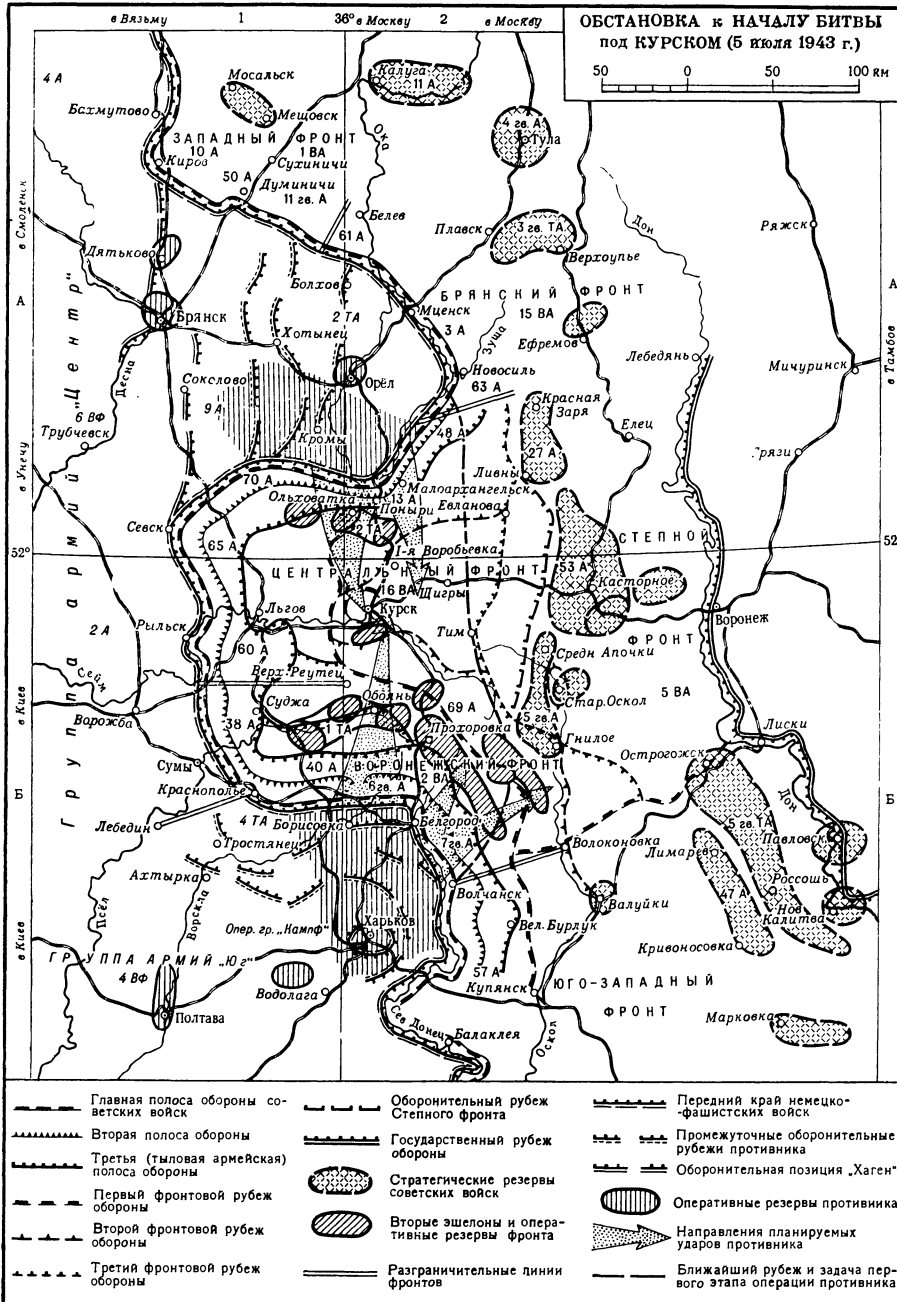 в Вязьму 1 36° в Москву 2 в Москву
ОБСТАНОВКА к НАЧАЛУ БИТВЫ
под КУРСКОМ (5 июля 1943 г.)
50 0 50 100 км
4 А
Мосальск
Калуга
11 А
Бахмутово
Мещовск
4 гв. А
Тула
ЗАПАДНЫЙ ФРОНТ
10 А
1 ВА
Ока
Киров
Сухиничи
50 А
Думиничи
11 гв. А
Белев
в Смоленск
Плавск
3 гв. ТА
Дон
Ряжск
61 А
Дятьково
Верхоупье
Болхов
БРЯНСКИЙ ФРОНТ
А
А
2 ТА
Мценск
15 ВА
Брянск
3 А
Зуша
Хотынец
Ефремов
Лебедянь
в Тамбов
Десна
Мичуринск
Орёл
Новосиль
Сокслово
63 А
9 А
Красная
Заря
6 ВФ
Кромы
48 А
Елец
Трубчевск
27 А
Грязи
в Унечу
70 А
Ливны
Малоархангельск
13 А
Ольховатка
Поныри
Евланова
Севск
2 ТА
65 А
СТЕПНОЙ
52°
52°
1-я Воробьевка
ЦЕНТРАЛЬНЫЙ ФРОНТ
53 А
16 ВА
Щигры
Касторное
Льгов
Курск
Воронеж
2 А
Рыльск
Тим
ФРОНТ
60 А
Средн Апочки
Сейм
Верх. Реутец
5 ВА
Обоянь
69 А
Стар. Оскол
в Киев
Суджа
5 гв. А
Ворожба
38 А
1 ТА
Прохоровка
Гнилое
Лиски
Сумы
40 А
ВОРОНЕЖСКИЙ ФРОНТ
Острогожск
2 ВА
6 гв. А
Краснополье
Дон
Б
Б
4 ТА
Борисовка
Белгород
5 гв. ТА
Лебедин
Тростянец
7 гв. А
Волоконовка
Павловск
Лимарев
Ахтырка
Россошь
Волчанск
47 А
Псёл
Ворскла
Валуйки
Нов
Калитва
Опер. гр. „Кампф"
Харьков
Вел. Бурлук
в Киев
Кривоносовка
ГРУППА АРМИЙ „Юг"
57 А
4 ВФ
Водолага
Купянск
ЮГО-ЗАПАДНЫЙ
Полтава
Сев Донец
ФРОНТ
Марковка
Балаклея
Оскол
Группа армий „Центр"
Главная полоса обороны со-
ветских войск
Вторая полоса обороны
Третья (тыловая армейская)
полоса обороны
Первый фронтовой рубеж
обороны
Второй фронтовой рубеж
обороны
Третий фронтовой рубеж
обороны
Оборонительный рубеж
Степного фронта
Государственный рубеж
обороны
Стратегические резервы
советских войск
Вторые эшелоны и опера-
тивные резервы фронта
Разграничительные линии
фронтов
Передний край немецко-
-фашистских войск
Промежуточные оборонительные
рубежи противника
Оборонительная позиция „Хаген"
Оперативные резервы противника
Направления планируемых
ударов противника
Ближайший рубеж и задача пер-
вого этапа операции противника